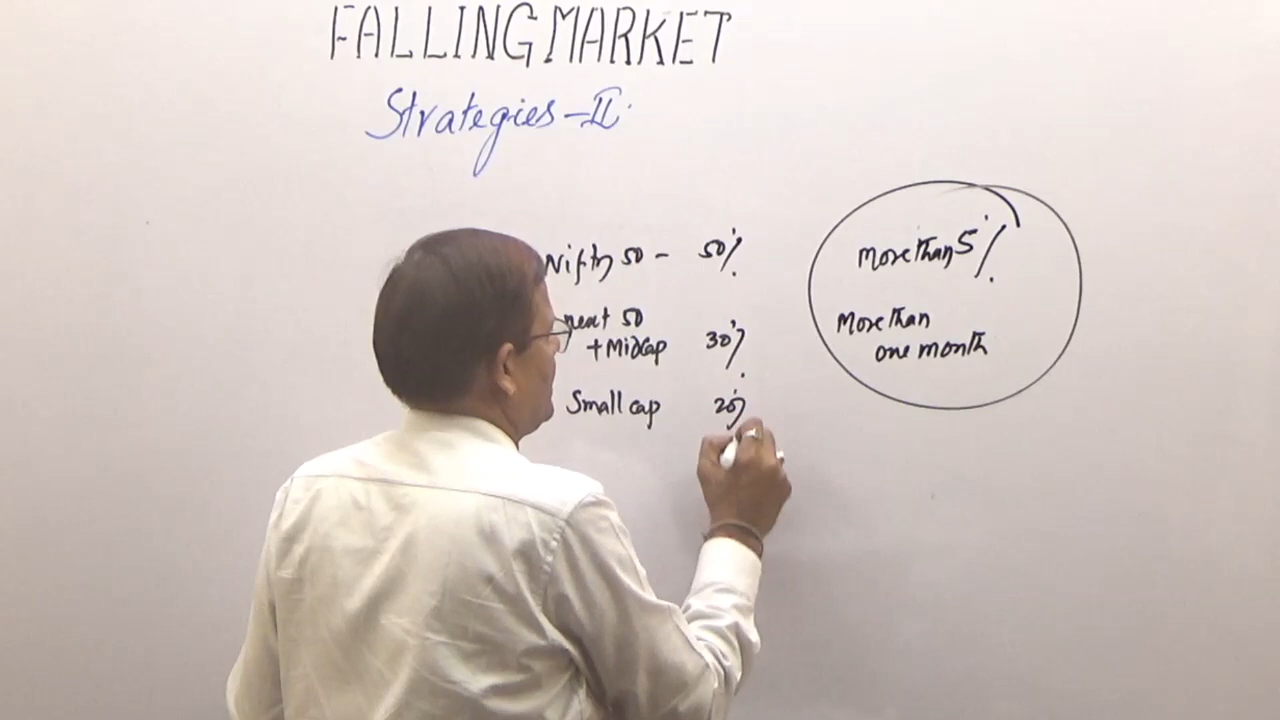 FALLING MARKET
Strategies - II
Nifty 50 - 50%
next 50
+ Midcap 30%
Small cap 20%
More than 5%
More than
one month